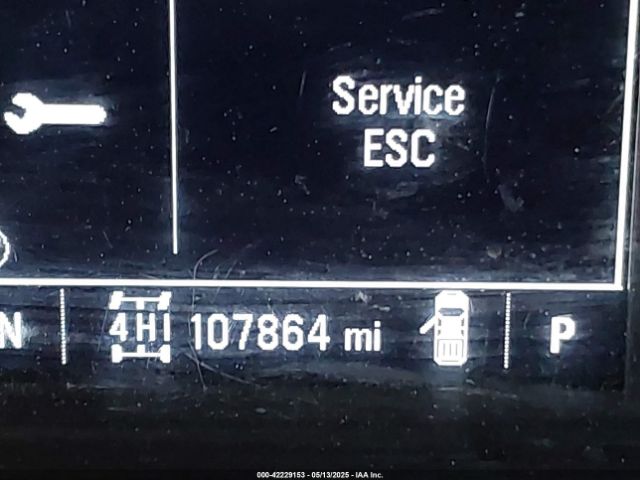 Service
ESC
N 4HI 107864 mi P
000-42229153 - 05/13/2025 - IAA Inc.